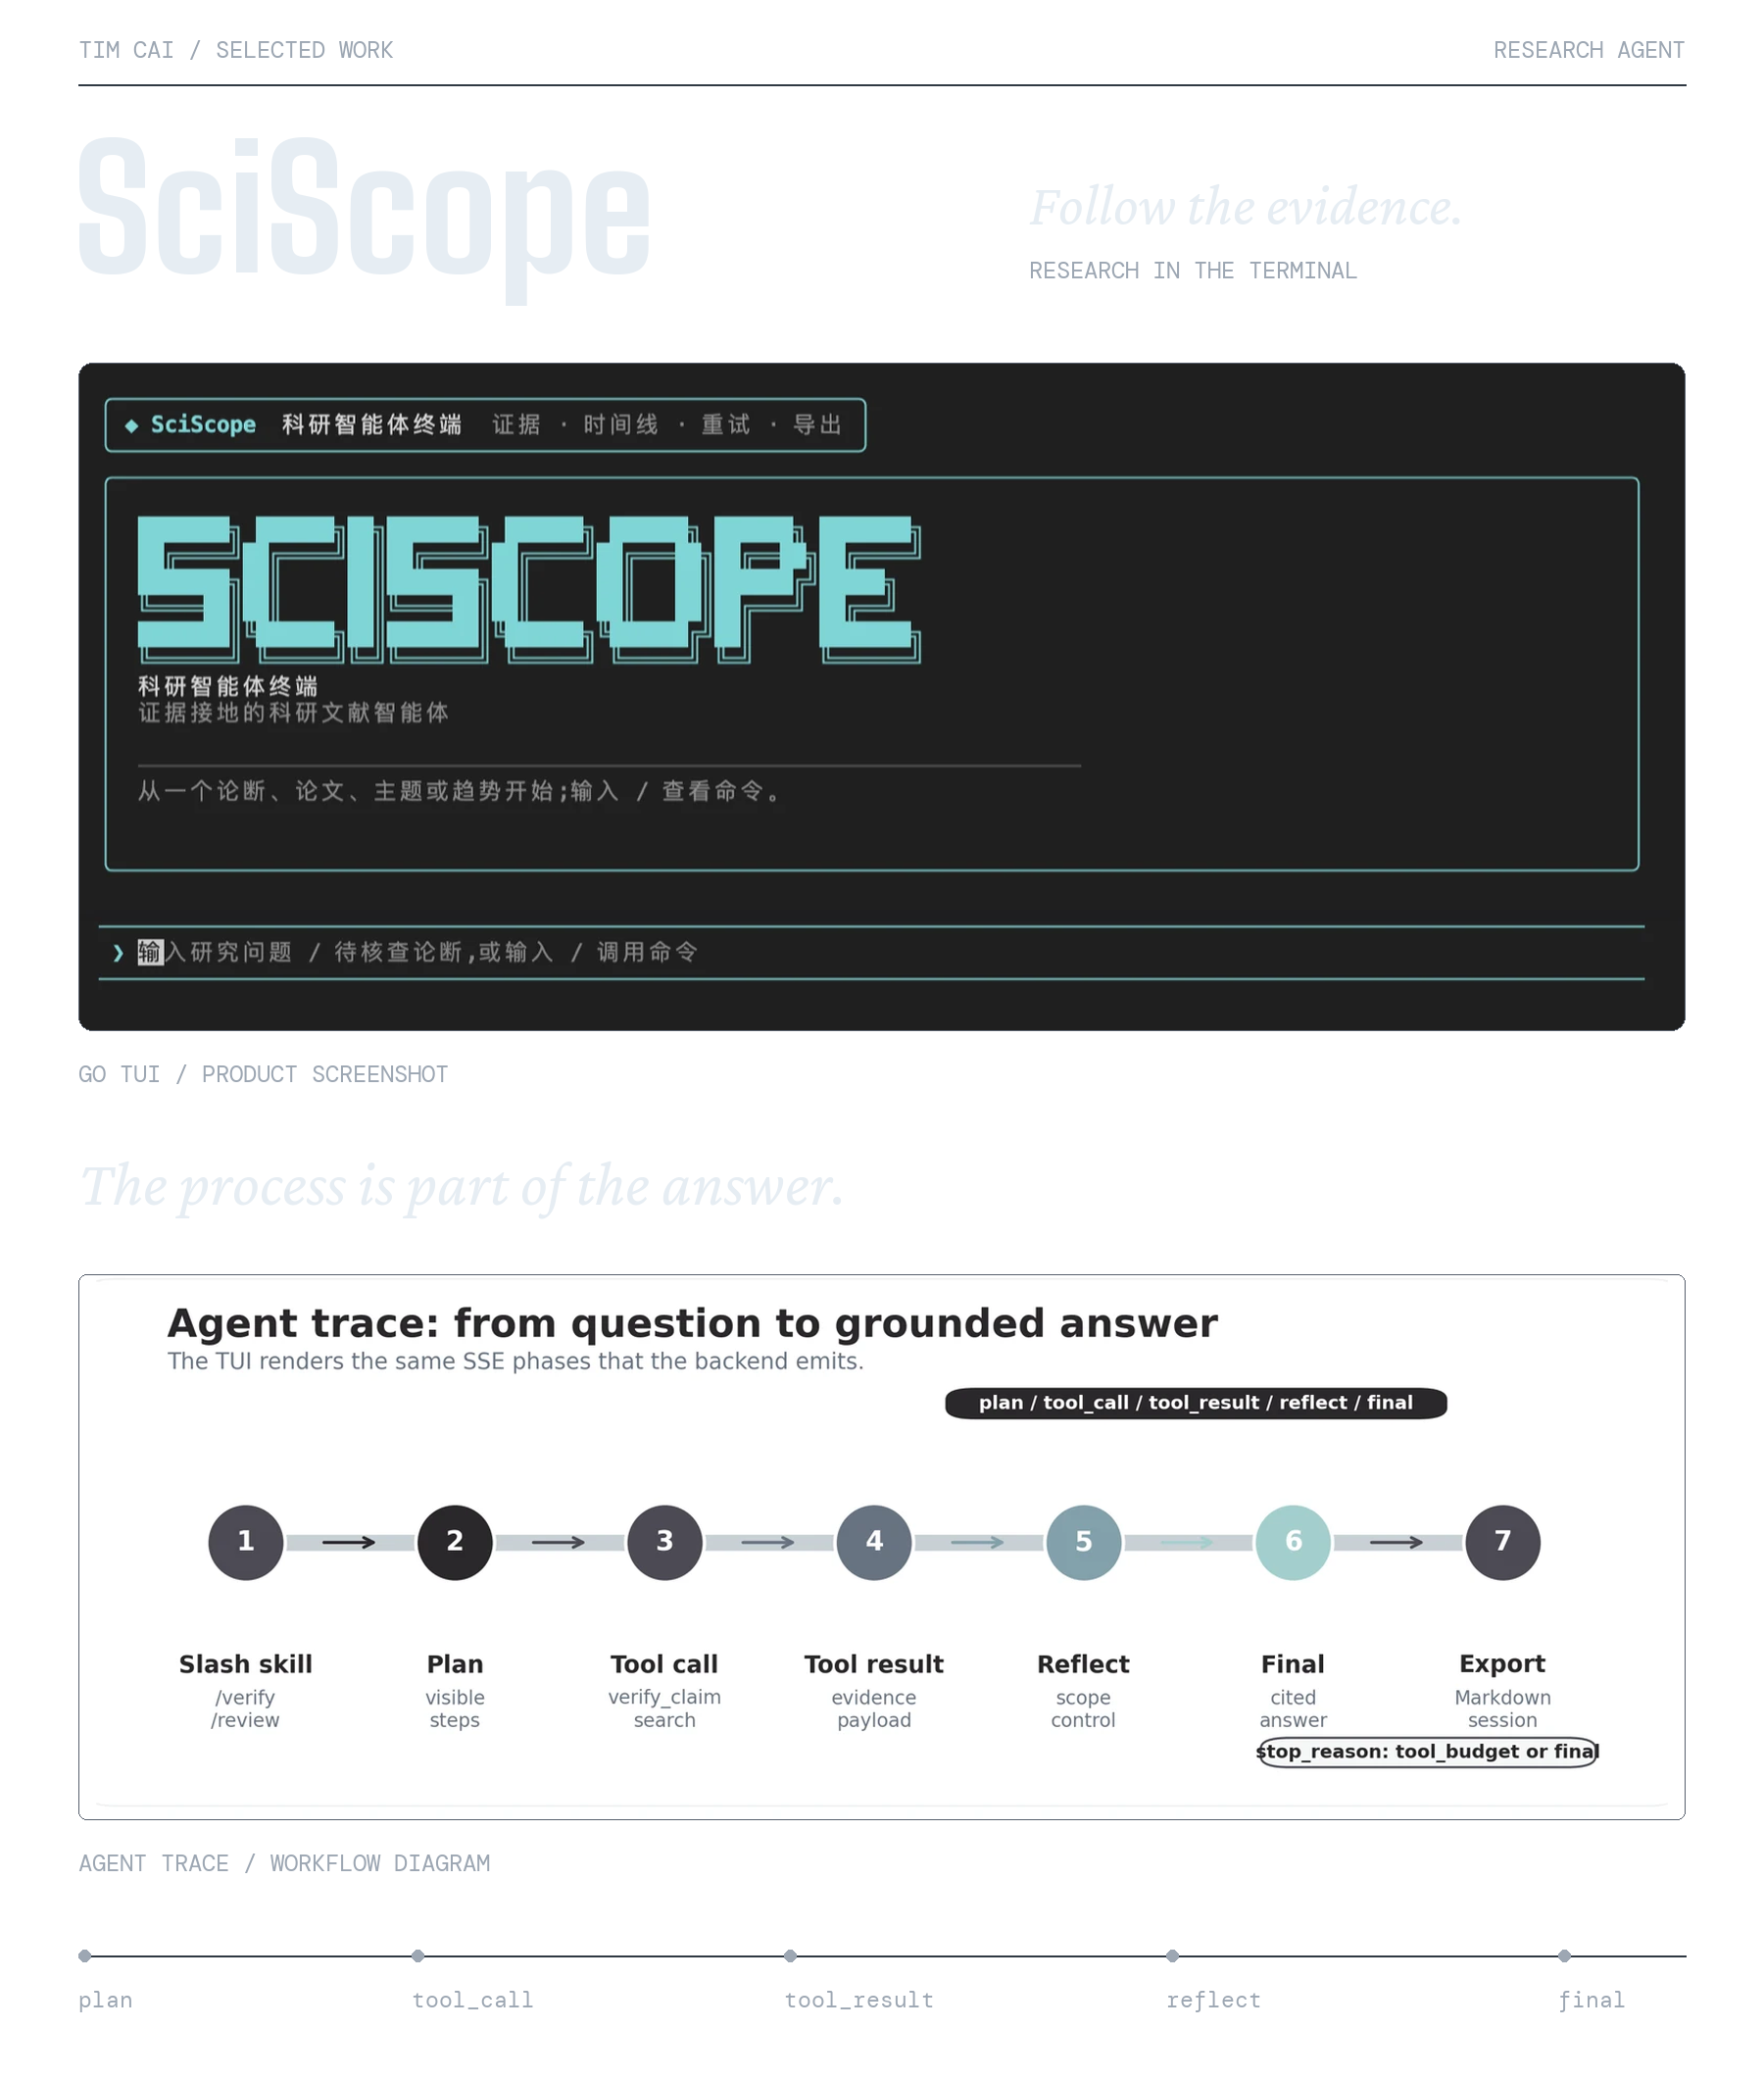 TIM CAI / SELECTED WORK
RESEARCH AGENT
SciScope
Follow the evidence.
RESEARCH IN THE TERMINAL
◆ SciScope 科研智能体终端 证据 · 时间线 · 重试 · 导出
SCISCOPE
科研智能体终端
证据接地的科研文献智能体
从一个论断、论文、主题或趋势开始;输入 / 查看命令。
❯ 输入研究问题 / 待核查论断,或输入 / 调用命令
GO TUI / PRODUCT SCREENSHOT
The process is part of the answer.
Agent trace: from question to grounded answer
The TUI renders the same SSE phases that the backend emits.
plan / tool_call / tool_result / reflect / final
1 2 3 4 5 6 7
Slash skill Plan Tool call Tool result Reflect Final Export
/verify visible verify_claim evidence scope cited Markdown
/review steps search payload control answer session
stop_reason: tool_budget or final
AGENT TRACE / WORKFLOW DIAGRAM
plan tool_call tool_result reflect final